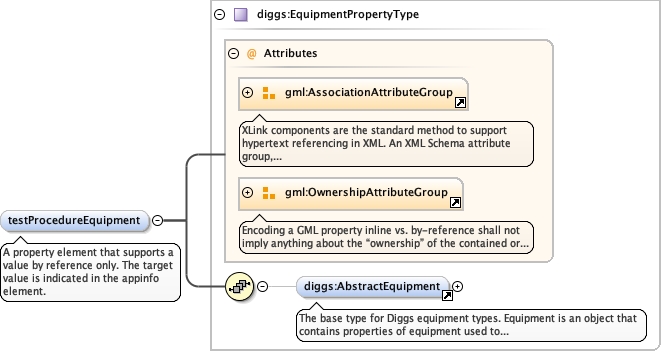 diggs:EquipmentPropertyType
@ Attributes
gml:AssociationAttributeGroup
XLink components are the standard method to support
hypertext referencing in XML. An XML Schema attribute
group,...
gml:OwnershipAttributeGroup
Encoding a GML property inline vs. by-reference shall not
imply anything about the “ownership” of the contained or...
testProcedureEquipment
A property element that supports a
value by reference only. The target
value is indicated in the appinfo
element.
diggs:AbstractEquipment
The base type for Diggs equipment types. Equipment is an object that
contains properties of equipment used to...